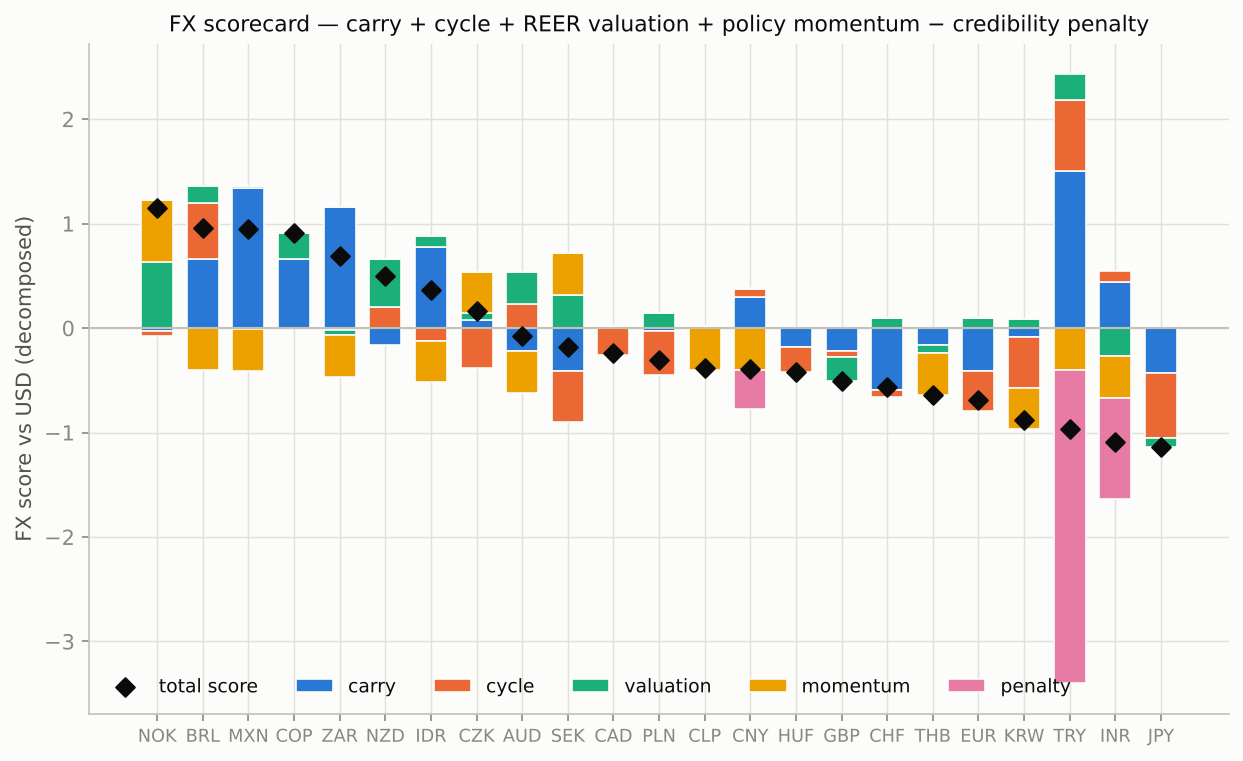 FX scorecard — carry + cycle + REER valuation + policy momentum − credibility penalty
FX score vs USD (decomposed)
2
1
0
−1
−2
−3
total score carry cycle valuation momentum penalty
NOK BRL MXN COP ZAR NZD IDR CZK AUD SEK CAD PLN CLP CNY HUF GBP CHF THB EUR KRW TRY INR JPY